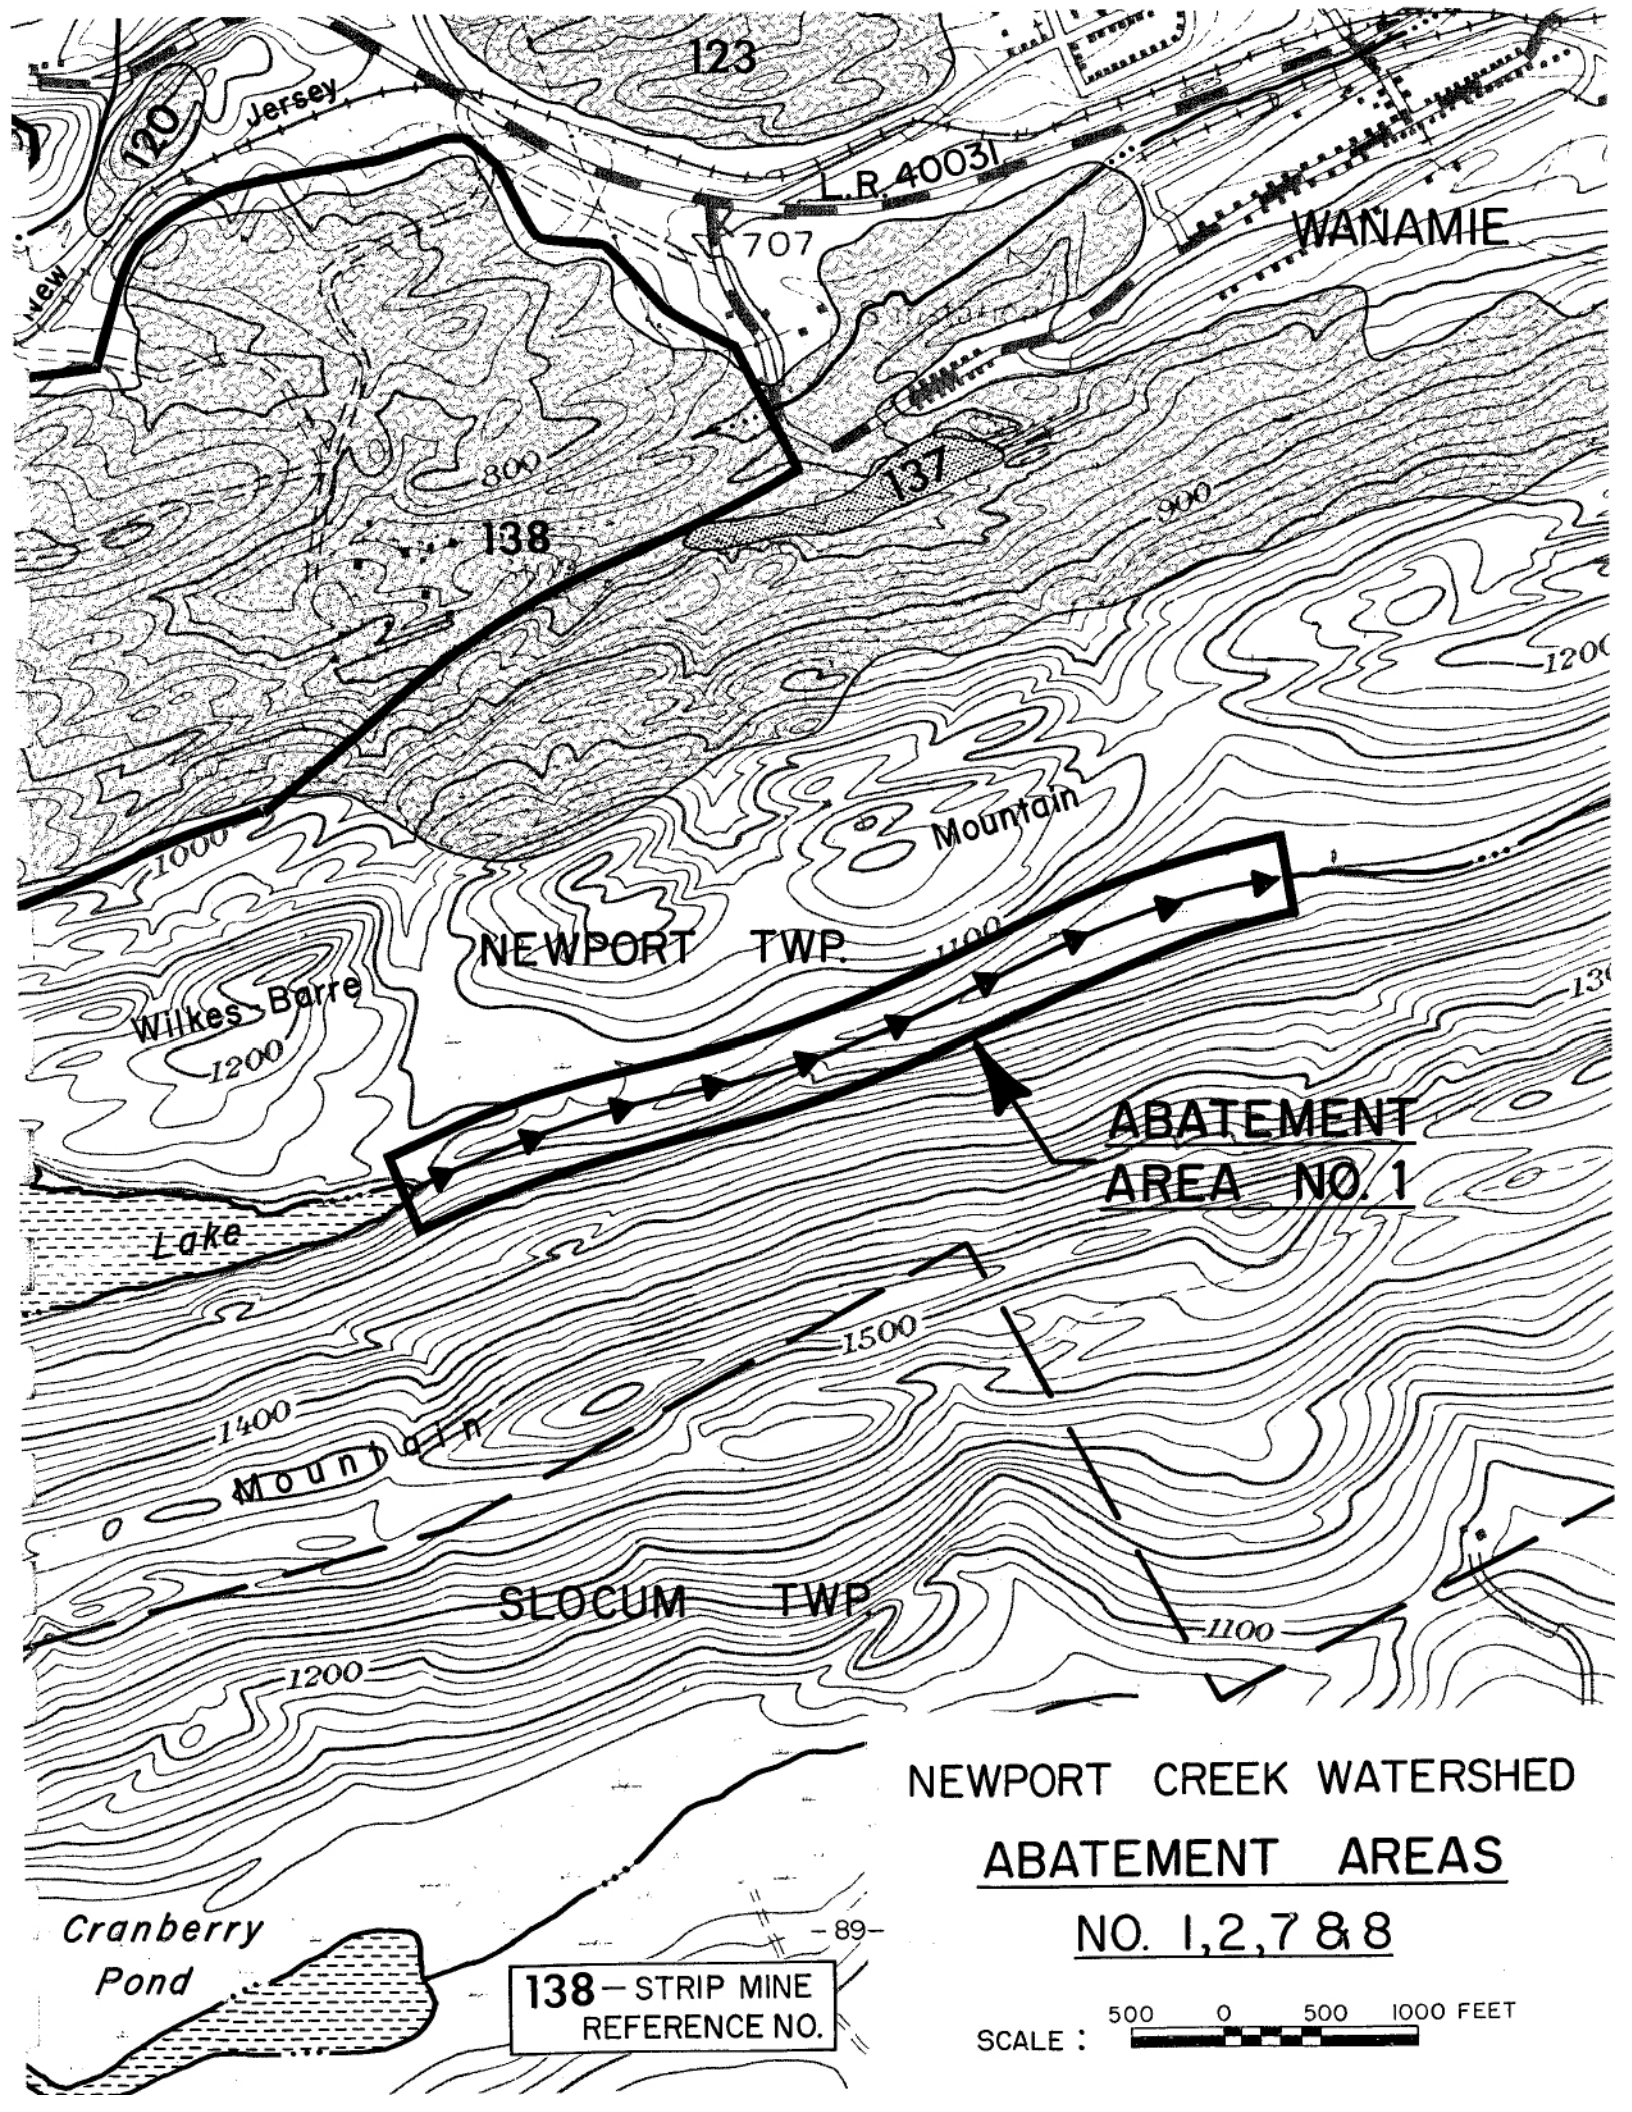 123
120
Jersey
L.R. 40031
WANAMIE
707
New
137
800
900
138
1200
Mountain
1000
1100
NEWPORT TWP.
Wilkes-Barre
1200
ABATEMENT
AREA NO. 1
Lake
1500
1400
Mountain
SLOCUM TWP.
1100
1200
NEWPORT CREEK WATERSHED
ABATEMENT AREAS
NO. 1,2,7 & 8
Cranberry
Pond
-89-
138 – STRIP MINE
REFERENCE NO.
500 0 500 1000 FEET
SCALE :